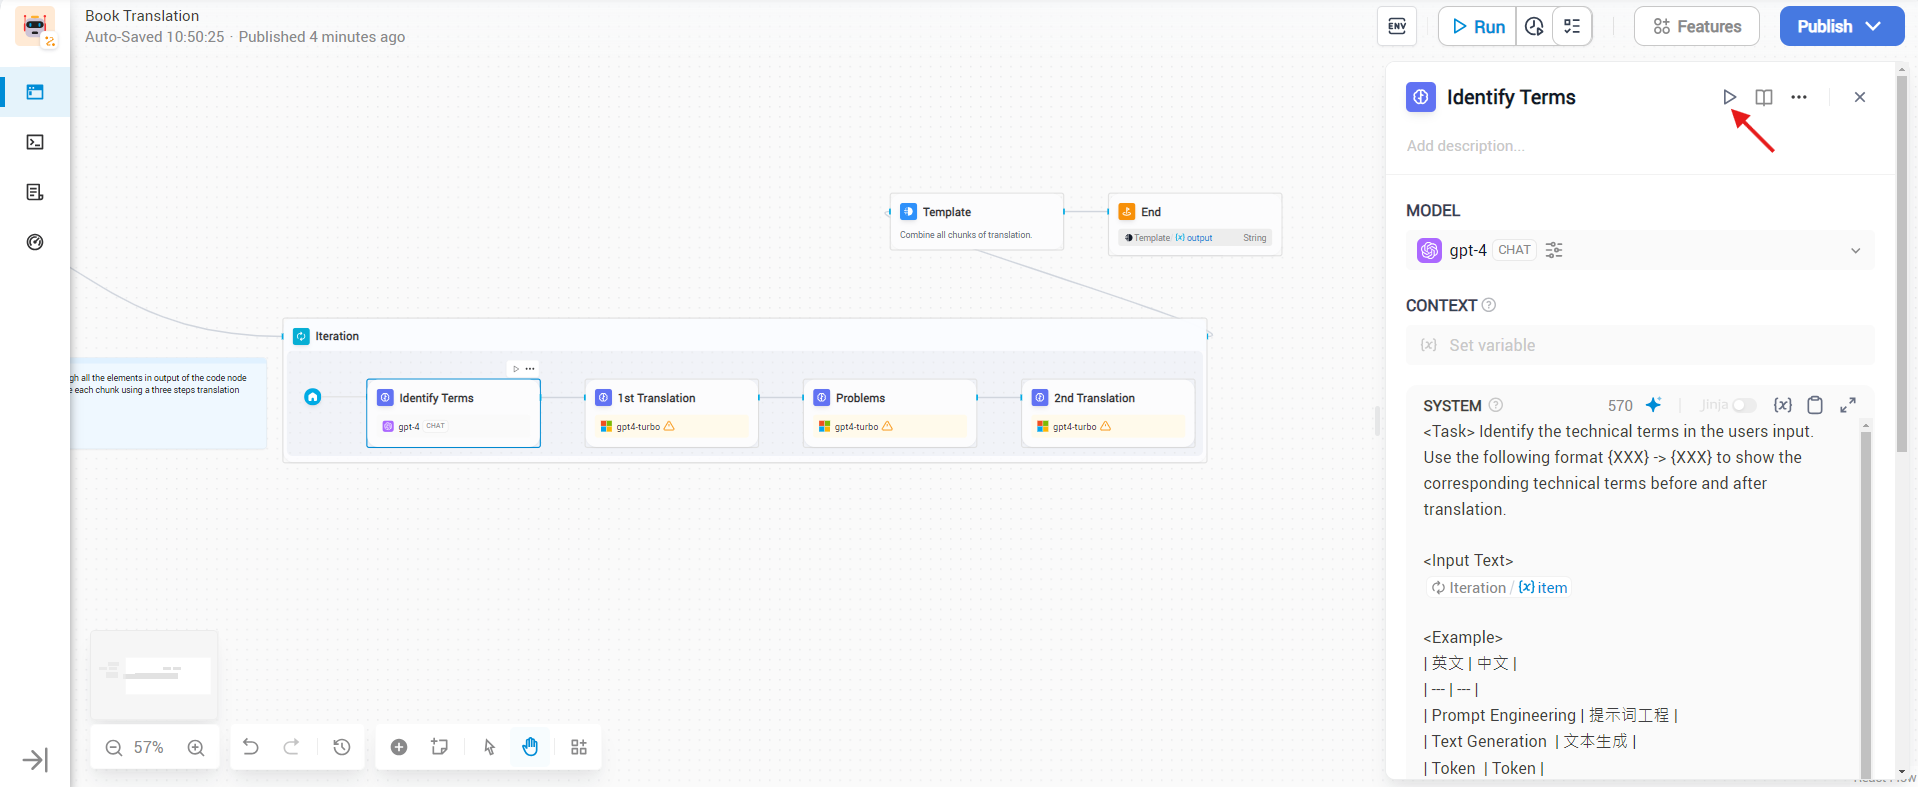 Book Translation
Auto-Saved 10:50:25 · Published 4 minutes ago
ENV
Run
Features
Publish
Identify Terms
Add description...
MODEL
gpt-4 CHAT
CONTEXT
{x} Set variable
SYSTEM 570 Jinja {x}
<Task> Identify the technical terms in the users input.
Use the following format {XXX} -> {XXX} to show the
corresponding technical terms before and after
translation.
<Input Text>
Iteration / {x} item
<Example>
| 英文 | 中文 |
| --- | --- |
| Prompt Engineering | 提示词工程 |
| Text Generation | 文本生成 |
| Token | Token |
Template
Combine all chunks of translation.
End
Template / {x} output String
Iteration
gh all the elements in output of the code node
e each chunk using a three steps translation
Identify Terms
gpt-4 CHAT
1st Translation
gpt4-turbo
Problems
gpt4-turbo
2nd Translation
gpt4-turbo
57%
React Flow